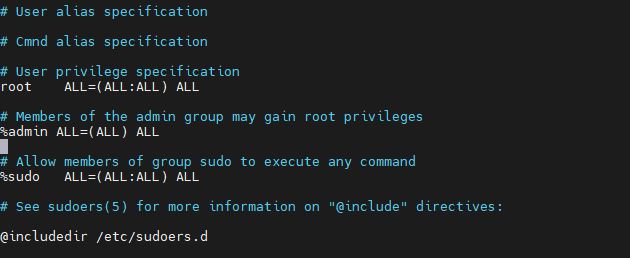 # User alias specification
# Cmnd alias specification
# User privilege specification
root    ALL=(ALL:ALL) ALL
# Members of the admin group may gain root privileges
%admin ALL=(ALL) ALL
# Allow members of group sudo to execute any command
%sudo   ALL=(ALL:ALL) ALL
# See sudoers(5) for more information on "@include" directives:
@includedir /etc/sudoers.d